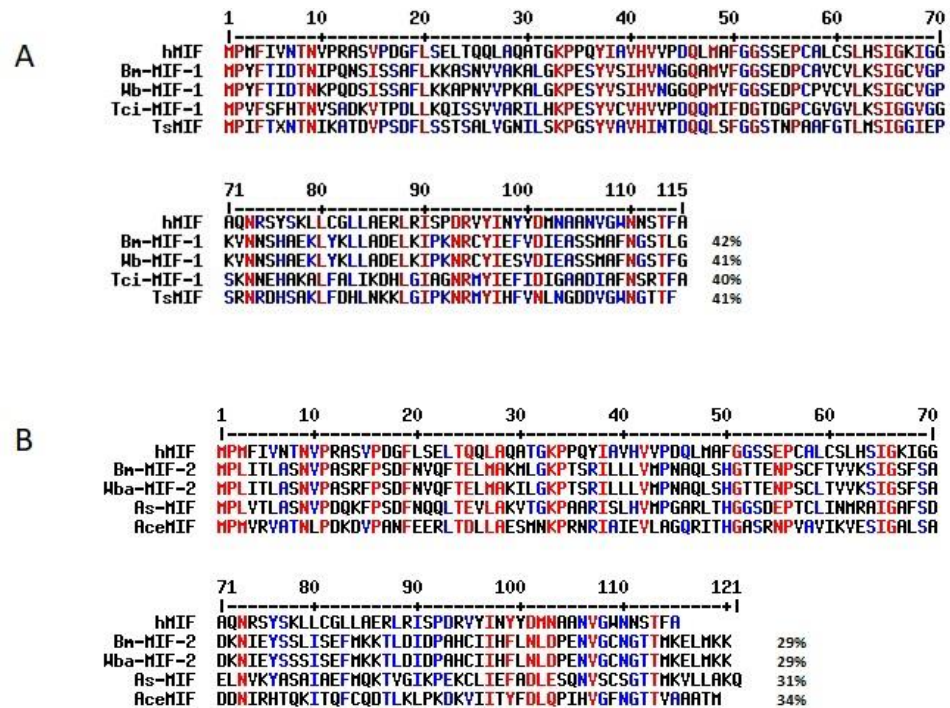 A
1 10 20 30 40 50 60 70
|--------+---------+---------+---------+---------+---------+---------|
hMIF MPMFIVNTNVPRASVPDGFLSELTQQLAQATGKPPQYIAVHVVPDQLMAFGGSSEPCALCSLHSIGKIGG
Bm-MIF-1 MPYFTIDTNIPQNSISSAFLKKASNVVAKALGKPESYVSIHVNGGQAMVFGGSEDPCAVCVLKSIGCVGP
Wb-MIF-1 MPYFTIDTNKPQDSISSAFLKKAPNVVPKALGKPESYVSIHVNGGQPMVFGGSEDPCPVCVLKSIGCVGP
Tci-MIF-1 MPVFSFHTNVSADKVTPDLLKQISSVVARILHKPESYVCVHVVPDQQMIFDGTDGPCGVGVLKSIGGVGG
TsMIF MPIFTXNTNIKATDVPSDFLSSTSALVGNILSKPGSYVAVHINTDQQLSFGGSTNPAAFGTLMSIGGIEP
71 80 90 100 110 115
|--------+---------+---------+---------+----|
hMIF AQNRSYSKLLCGLLAERLRISPDRVYINYYDMNAANVGWNNSTFA
Bm-MIF-1 KVNNSHAEKLYKLLADELKIPKNRCYIEFVDIEASSMAFNGSTLG 42%
Wb-MIF-1 KVNNSHAEKLYKLLADELKIPKNRCYIESVDIEASSMAFNGSTFG 41%
Tci-MIF-1 SKNNEHAKALFALIKDHLGIAGNRMYIEFIDIGAADIAFNSRTFA 40%
TsMIF SRNRDHSAKLFDHLNKKLGIPKNRMYIHFVNLNGDDVGWNGTTF 41%
B
1 10 20 30 40 50 60 70
|--------+---------+---------+---------+---------+---------+---------|
hMIF MPMFIVNTNVPRASVPDGFLSELTQQLAQATGKPPQYIAVHVVPDQLMAFGGSSEPCALCSLHSIGKIGG
Bm-MIF-2 MPLITLASNVPASRFPSDFNVQFTELMAKMLGKPTSRILLLVMPNAQLSHGTTENPSCFTVVKSIGSFSA
Wba-MIF-2 MPLITLASNVPASRFPSDFNVQFTELMAKILGKPTSRILLLVMPNAQLSHGTTENPSCLTVVKSIGSFSA
As-MIF MPLVTLASNVPDQKFPSDFNQQLTEVLAKVTGKPAARISLHVMPGARLTHGGSDEPTCLINMRAIGAFSD
AceMIF MPMVRVATNLPDKDVPANFEERLTDLLAESMNKPRNRIAIEVLAGQRITHGASRNPVAVIKVESIGALSA
71 80 90 100 110 121
|--------+---------+---------+---------+---------+|
hMIF AQNRSYSKLLCGLLAERLRISPDRVYINYYDMNAANVGWNNSTFA
Bm-MIF-2 DKNIEYSSLISEFMKKTLDIDPAHCIIHFLNLDPENVGCNGTTMKELMKK 29%
Wba-MIF-2 DKNIEYSSSISEFMKKTLDIDPAHCIIHFLNLDPENVGCNGTTMKELMKK 29%
As-MIF ELNVKYASAIAEFMQKTVGIKPEKCLIEFADLESQNVSCSGTTMKVLLAKQ 31%
AceMIF DDNIRHTQKITQFCQDTLKLPKDKVIITYFDLQPIHVGFNGTTVAAATM 34%